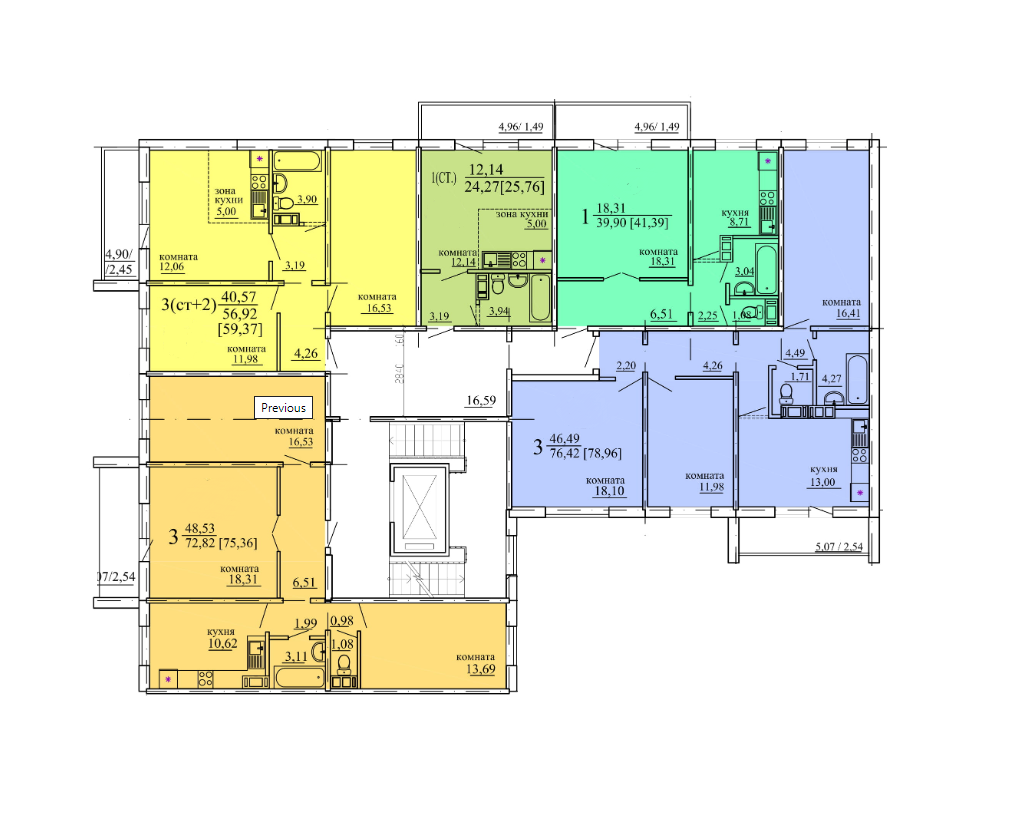 4,96/ 1,49
4,96/ 1,49
зона
кухни
5,00
3,90
комната
12,06
3,19
4,90/
/2,45
комната
16,53
3(ст+2) 40,57
56,92
[59,37]
комната
11,98
4,26
1(СТ.) 12,14
24,27[25,76]
зона кухни
5,00
комната
12,14
3,19
3,94
1 18,31
39,90 [41,39]
комната
18,31
кухня
8,71
3,04
6,51
2,25
1,08
комната
16,41
2840
160
16,59
2,20
4,26
4,49
1,71
4,27
3 46,49
76,42 [78,96]
комната
18,10
комната
11,98
кухня
13,00
5,07 / 2,54
Previous
комната
16,53
3 48,53
72,82 [75,36]
комната
18,31
6,51
07/2,54
кухня
10,62
1,99
0,98
3,11
1,08
комната
13,69